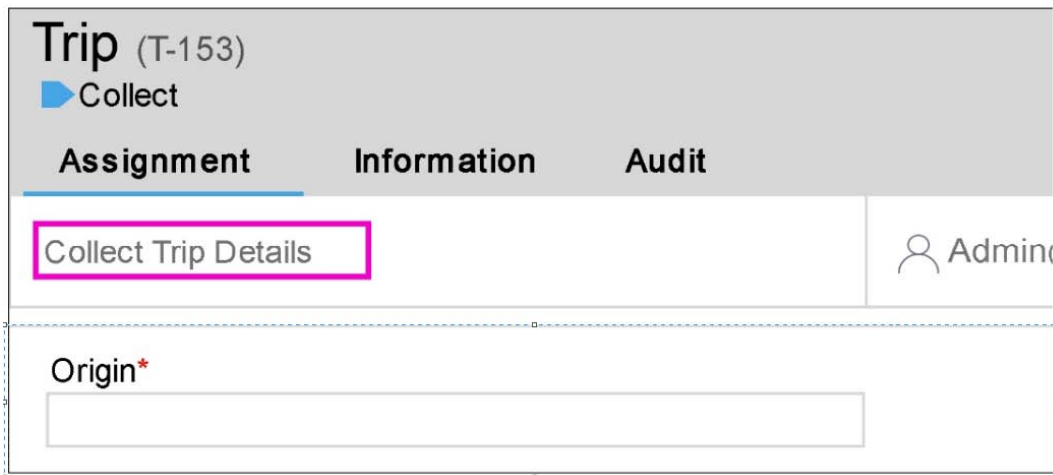 Trip (T-153)
Collect
Assignment Information Audit
Collect Trip Details
Origin*